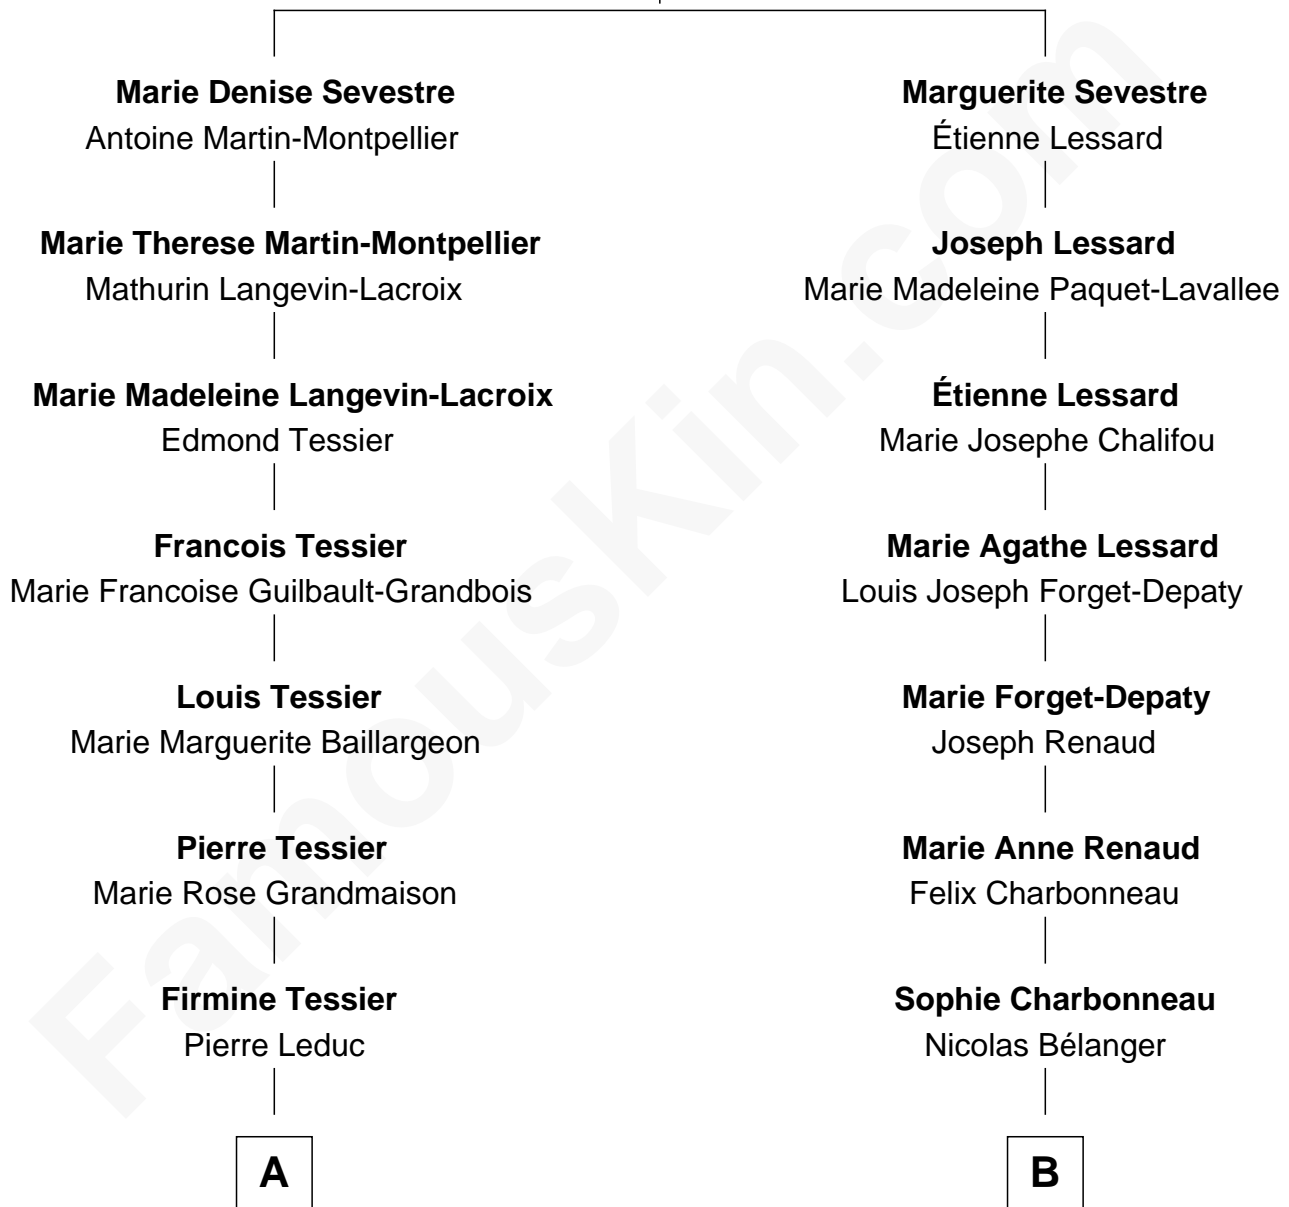 Marie Denise Sevestre
Antoine Martin-Montpellier
Marie Therese Martin-Montpellier
Mathurin Langevin-Lacroix
Marie Madeleine Langevin-Lacroix
Edmond Tessier
Francois Tessier
Marie Francoise Guilbault-Grandbois
Louis Tessier
Marie Marguerite Baillargeon
Pierre Tessier
Marie Rose Grandmaison
Firmine Tessier
Pierre Leduc
A
Marguerite Sevestre
Étienne Lessard
Joseph Lessard
Marie Madeleine Paquet-Lavallee
Étienne Lessard
Marie Josephe Chalifou
Marie Agathe Lessard
Louis Joseph Forget-Depaty
Marie Forget-Depaty
Joseph Renaud
Marie Anne Renaud
Felix Charbonneau
Sophie Charbonneau
Nicolas Bélanger
B
FamousKin.com